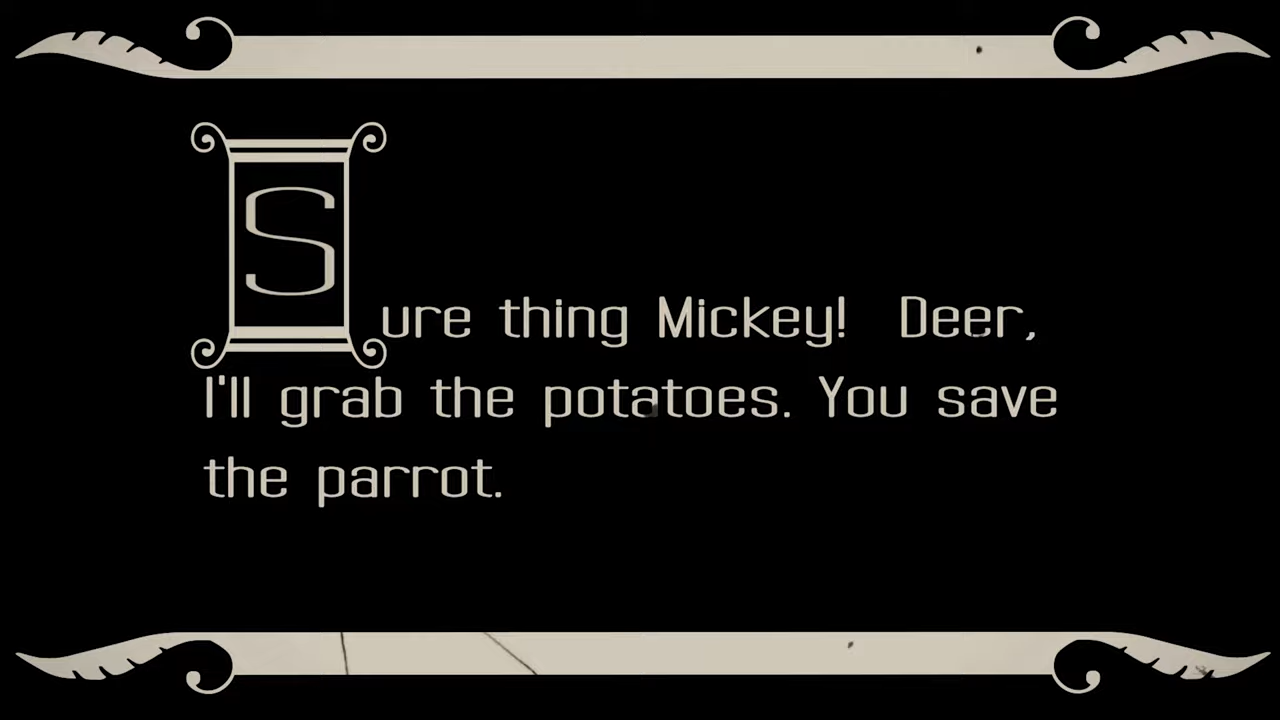 Sure thing Mickey!  Deer,
I'll grab the potatoes. You save
the parrot.